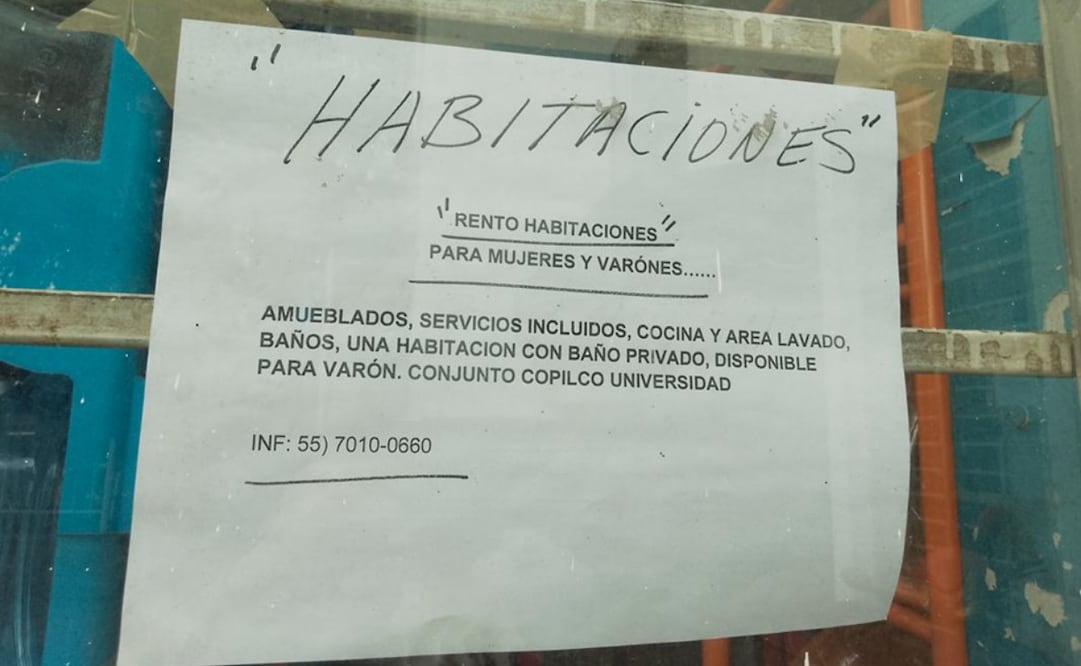 "HABITACIONES"
"RENTO HABITACIONES"
PARA MUJERES Y VARÓNES......
AMUEBLADOS, SERVICIOS INCLUIDOS, COCINA Y AREA LAVADO,
BAÑOS, UNA HABITACION CON BAÑO PRIVADO, DISPONIBLE
PARA VARÓN. CONJUNTO COPILCO UNIVERSIDAD
INF: 55) 7010-0660